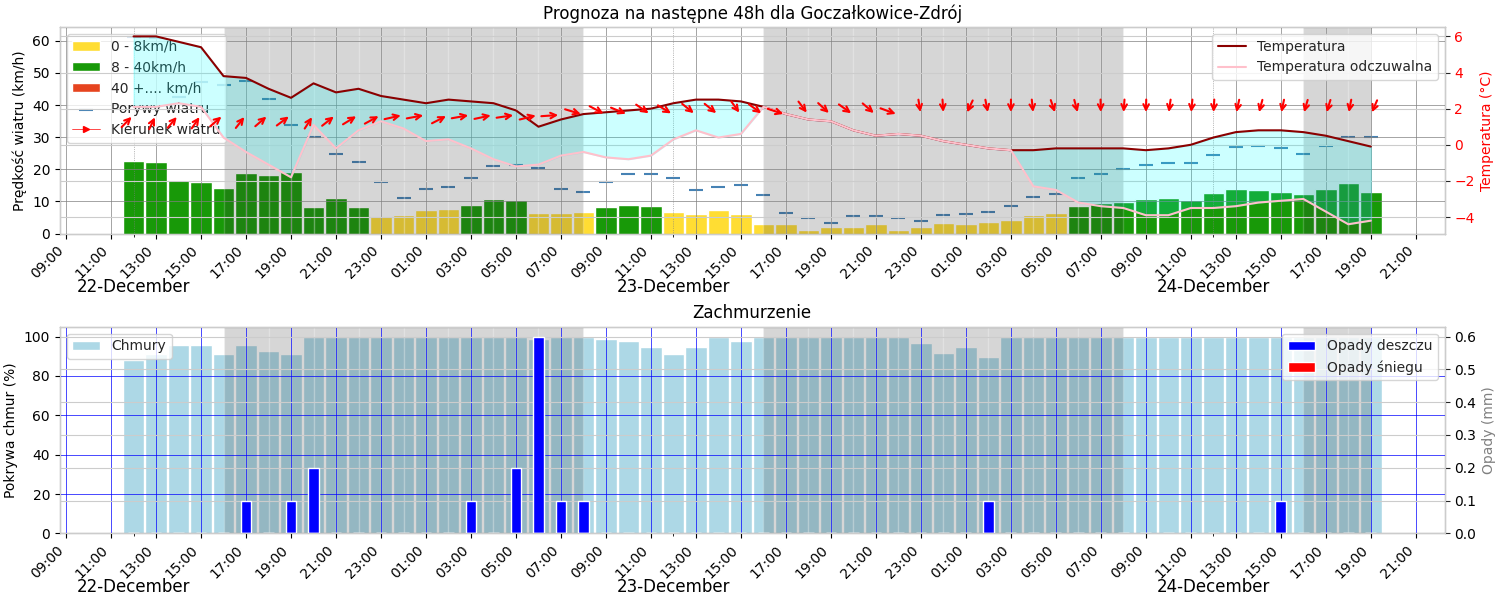 Prognoza na następne 48h dla Goczałkowice-Zdrój
Prędkość wiatru (km/h)
60
50
40
30
20
10
0
0 - 8km/h
8 - 40km/h
40 +.... km/h
Porywy wiatru
Kierunek wiatru
Temperatura
Temperatura odczuwalna
6
4
2
0
−2
−4
Temperatura (°C)
09:00 11:00 13:00 15:00 17:00 19:00 21:00 23:00 01:00 03:00 05:00 07:00 09:00 11:00 13:00 15:00 17:00 19:00 21:00 23:00 01:00 03:00 05:00 07:00 09:00 11:00 13:00 15:00 17:00 19:00 21:00
22-December 23-December 24-December
Zachmurzenie
Pokrywa chmur (%)
100
80
60
40
20
0
Chmury
Opady deszczu
Opady śniegu
0.6
0.5
0.4
0.3
0.2
0.1
0.0
Opady (mm)
09:00 11:00 13:00 15:00 17:00 19:00 21:00 23:00 01:00 03:00 05:00 07:00 09:00 11:00 13:00 15:00 17:00 19:00 21:00 23:00 01:00 03:00 05:00 07:00 09:00 11:00 13:00 15:00 17:00 19:00 21:00
22-December 23-December 24-December